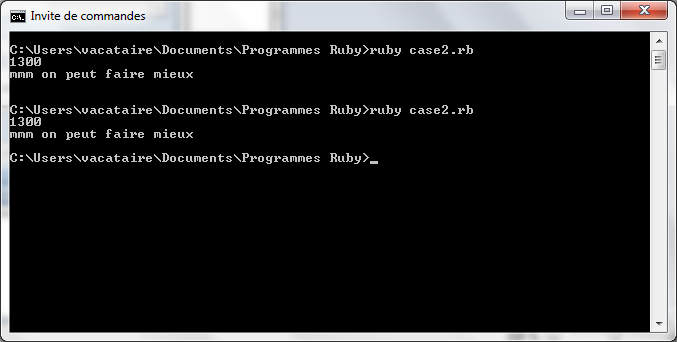 Invite de commandes
C:\Users\vacataire\Documents\Programmes Ruby>ruby case2.rb
1300
mmm on peut faire mieux
C:\Users\vacataire\Documents\Programmes Ruby>ruby case2.rb
1300
mmm on peut faire mieux
C:\Users\vacataire\Documents\Programmes Ruby>_